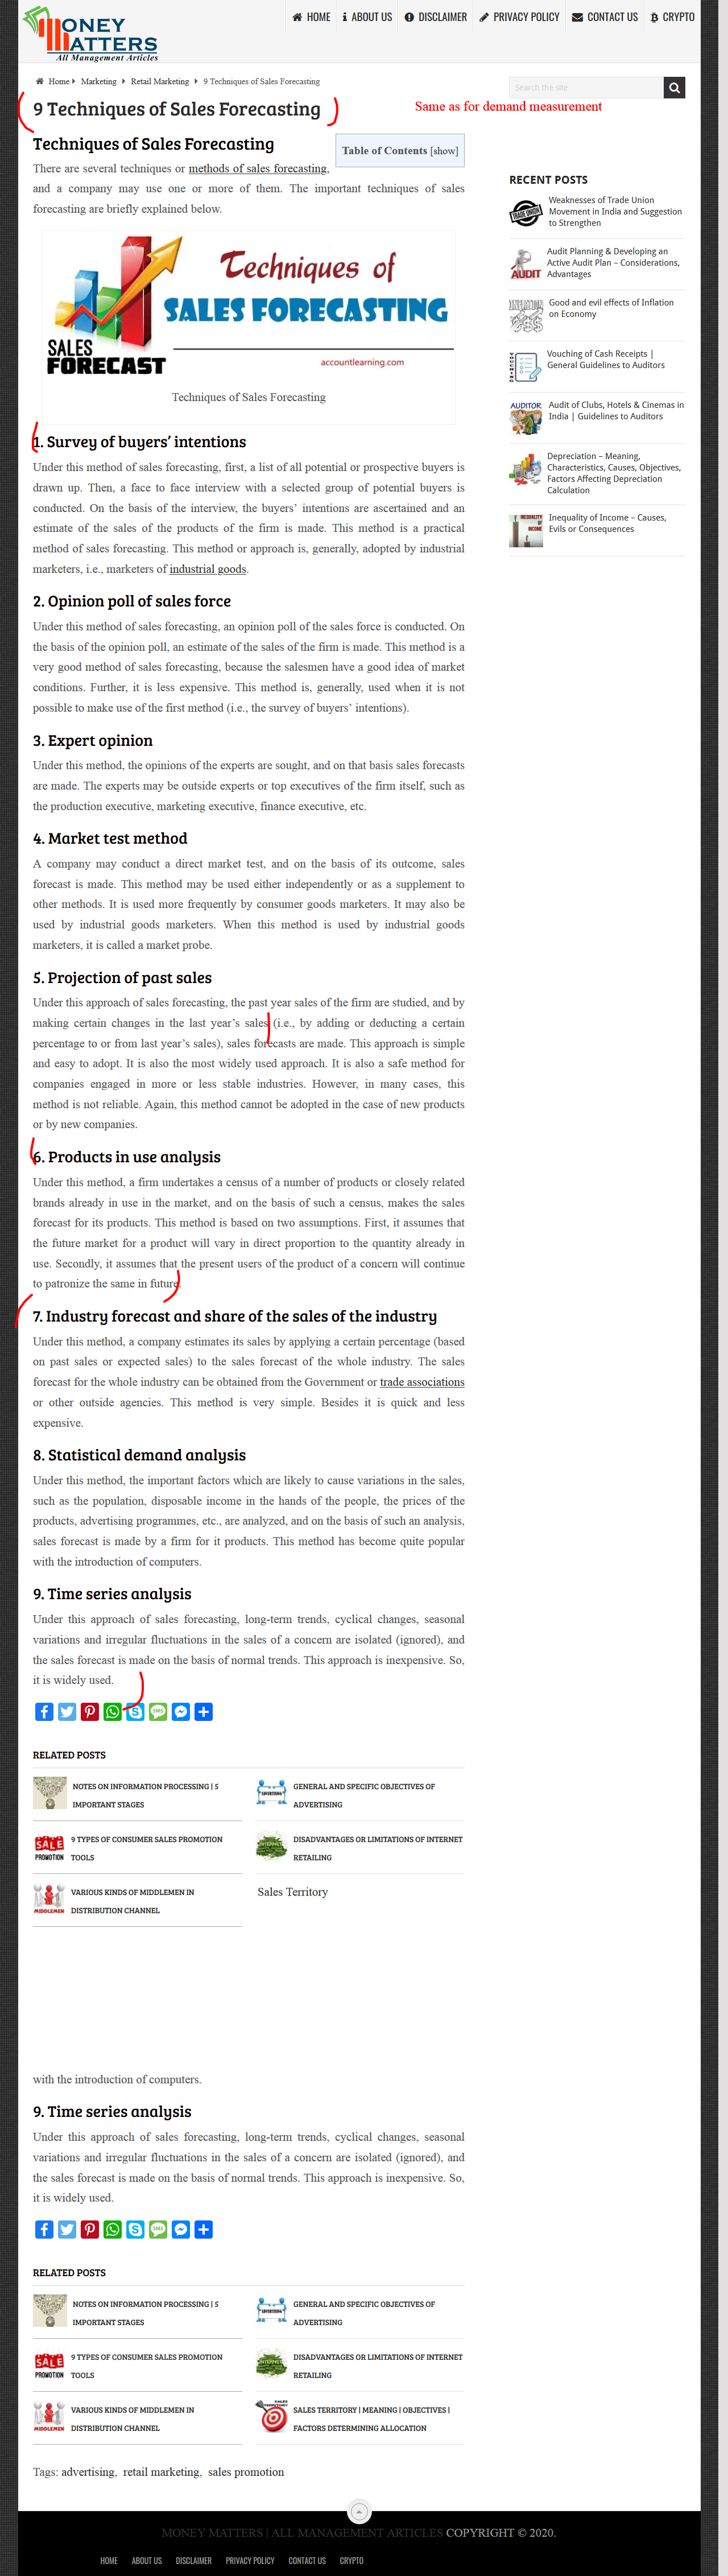 MONEY
MATTERS
All Management Articles
HOME ABOUT US DISCLAIMER PRIVACY POLICY CONTACT US CRYPTO
Home Marketing Retail Marketing 9 Techniques of Sales Forecasting
9 Techniques of Sales Forecasting
Same as for demand measurement
Search the site
Techniques of Sales Forecasting
Table of Contents [show]
There are several techniques or methods of sales forecasting,
and a company may use one or more of them. The important techniques of sales
forecasting are briefly explained below.
Techniques of
SALES FORECASTING
SALES
FORECAST
accountlearning.com
Techniques of Sales Forecasting
1. Survey of buyers’ intentions
Under this method of sales forecasting, first, a list of all potential or prospective buyers is
drawn up. Then, a face to face interview with a selected group of potential buyers is
conducted. On the basis of the interview, the buyers’ intentions are ascertained and an
estimate of the sales of the products of the firm is made. This method is a practical
method of sales forecasting. This method or approach is, generally, adopted by industrial
marketers, i.e., marketers of industrial goods.
2. Opinion poll of sales force
Under this method of sales forecasting, an opinion poll of the sales force is conducted. On
the basis of the opinion poll, an estimate of the sales of the firm is made. This method is a
very good method of sales forecasting, because the salesmen have a good idea of market
conditions. Further, it is less expensive. This method is, generally, used when it is not
possible to make use of the first method (i.e., the survey of buyers’ intentions).
3. Expert opinion
Under this method, the opinions of the experts are sought, and on that basis sales forecasts
are made. The experts may be outside experts or top executives of the firm itself, such as
the production executive, marketing executive, finance executive, etc.
4. Market test method
A company may conduct a direct market test, and on the basis of its outcome, sales
forecast is made. This method may be used either independently or as a supplement to
other methods. It is used more frequently by consumer goods marketers. It may also be
used by industrial goods marketers. When this method is used by industrial goods
marketers, it is called a market probe.
5. Projection of past sales
Under this approach of sales forecasting, the past year sales of the firm are studied, and by
making certain changes in the last year’s sales (i.e., by adding or deducting a certain
percentage to or from last year’s sales), sales forecasts are made. This approach is simple
and easy to adopt. It is also the most widely used approach. It is also a safe method for
companies engaged in more or less stable industries. However, in many cases, this
method is not reliable. Again, this method cannot be adopted in the case of new products
or by new companies.
6. Products in use analysis
Under this method, a firm undertakes a census of a number of products or closely related
brands already in use in the market, and on the basis of such a census, makes the sales
forecast for its products. This method is based on two assumptions. First, it assumes that
the future market for a product will vary in direct proportion to the quantity already in
use. Secondly, it assumes that the present users of the product of a concern will continue
to patronize the same in future.
7. Industry forecast and share of the sales of the industry
Under this method, a company estimates its sales by applying a certain percentage (based
on past sales or expected sales) to the sales forecast of the whole industry. The sales
forecast for the whole industry can be obtained from the Government or trade associations
or other outside agencies. This method is very simple. Besides it is quick and less
expensive.
8. Statistical demand analysis
Under this method, the important factors which are likely to cause variations in the sales,
such as the population, disposable income in the hands of the people, the prices of the
products, advertising programmes, etc., are analyzed, and on the basis of such an analysis,
sales forecast is made by a firm for it products. This method has become quite popular
with the introduction of computers.
9. Time series analysis
Under this approach of sales forecasting, long-term trends, cyclical changes, seasonal
variations and irregular fluctuations in the sales of a concern are isolated (ignored), and
the sales forecast is made on the basis of normal trends. This approach is inexpensive. So,
it is widely used.
RELATED POSTS
NOTES ON INFORMATION PROCESSING | 5
IMPORTANT STAGES
GENERAL AND SPECIFIC OBJECTIVES OF
ADVERTISING
9 TYPES OF CONSUMER SALES PROMOTION
TOOLS
DISADVANTAGES OR LIMITATIONS OF INTERNET
RETAILING
VARIOUS KINDS OF MIDDLEMEN IN
DISTRIBUTION CHANNEL
Sales Territory
with the introduction of computers.
9. Time series analysis
Under this approach of sales forecasting, long-term trends, cyclical changes, seasonal
variations and irregular fluctuations in the sales of a concern are isolated (ignored), and
the sales forecast is made on the basis of normal trends. This approach is inexpensive. So,
it is widely used.
RELATED POSTS
NOTES ON INFORMATION PROCESSING | 5
IMPORTANT STAGES
GENERAL AND SPECIFIC OBJECTIVES OF
ADVERTISING
9 TYPES OF CONSUMER SALES PROMOTION
TOOLS
DISADVANTAGES OR LIMITATIONS OF INTERNET
RETAILING
VARIOUS KINDS OF MIDDLEMEN IN
DISTRIBUTION CHANNEL
SALES TERRITORY | MEANING | OBJECTIVES |
FACTORS DETERMINING ALLOCATION
Tags: advertising, retail marketing, sales promotion
RECENT POSTS
TRADE UNION
Weaknesses of Trade Union
Movement in India and Suggestion
to Strengthen
AUDIT
Audit Planning & Developing an
Active Audit Plan – Considerations,
Advantages
Good and evil effects of Inflation
on Economy
Vouching of Cash Receipts |
General Guidelines to Auditors
AUDITOR
Audit of Clubs, Hotels & Cinemas in
India | Guidelines to Auditors
Depreciation – Meaning,
Characteristics, Causes, Objectives,
Factors Affecting Depreciation
Calculation
Inequality of Income – Causes,
Evils or Consequences
MONEY MATTERS | ALL MANAGEMENT ARTICLES COPYRIGHT © 2020.
HOME ABOUT US DISCLAIMER PRIVACY POLICY CONTACT US CRYPTO